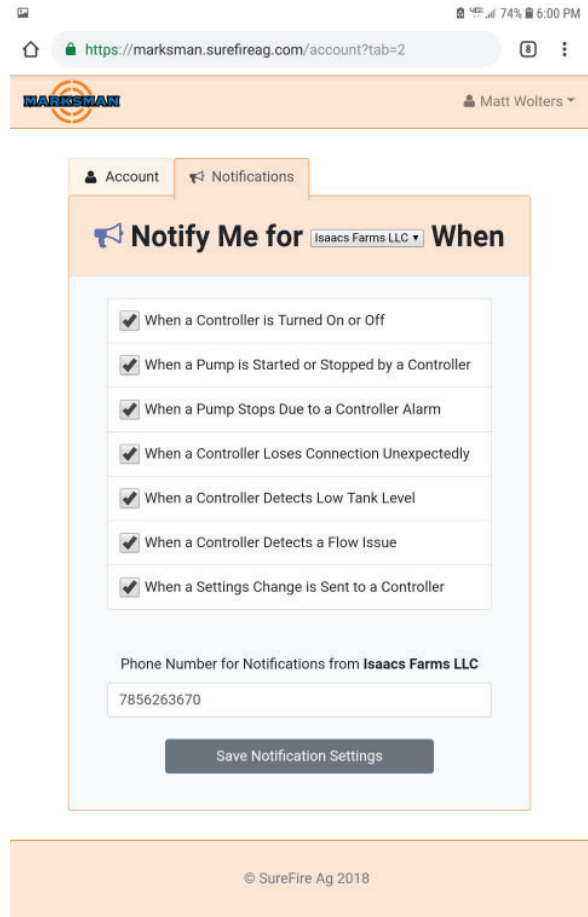 74% 6:00 PM
https://marksman.surefireag.com/account?tab=2
8
MARKSMAN
Matt Wolters
Account
Notifications
Notify Me for Isaacs Farms LLC When
When a Controller is Turned On or Off
When a Pump is Started or Stopped by a Controller
When a Pump Stops Due to a Controller Alarm
When a Controller Loses Connection Unexpectedly
When a Controller Detects Low Tank Level
When a Controller Detects a Flow Issue
When a Settings Change is Sent to a Controller
Phone Number for Notifications from Isaacs Farms LLC
7856263670
Save Notification Settings
© SureFire Ag 2018